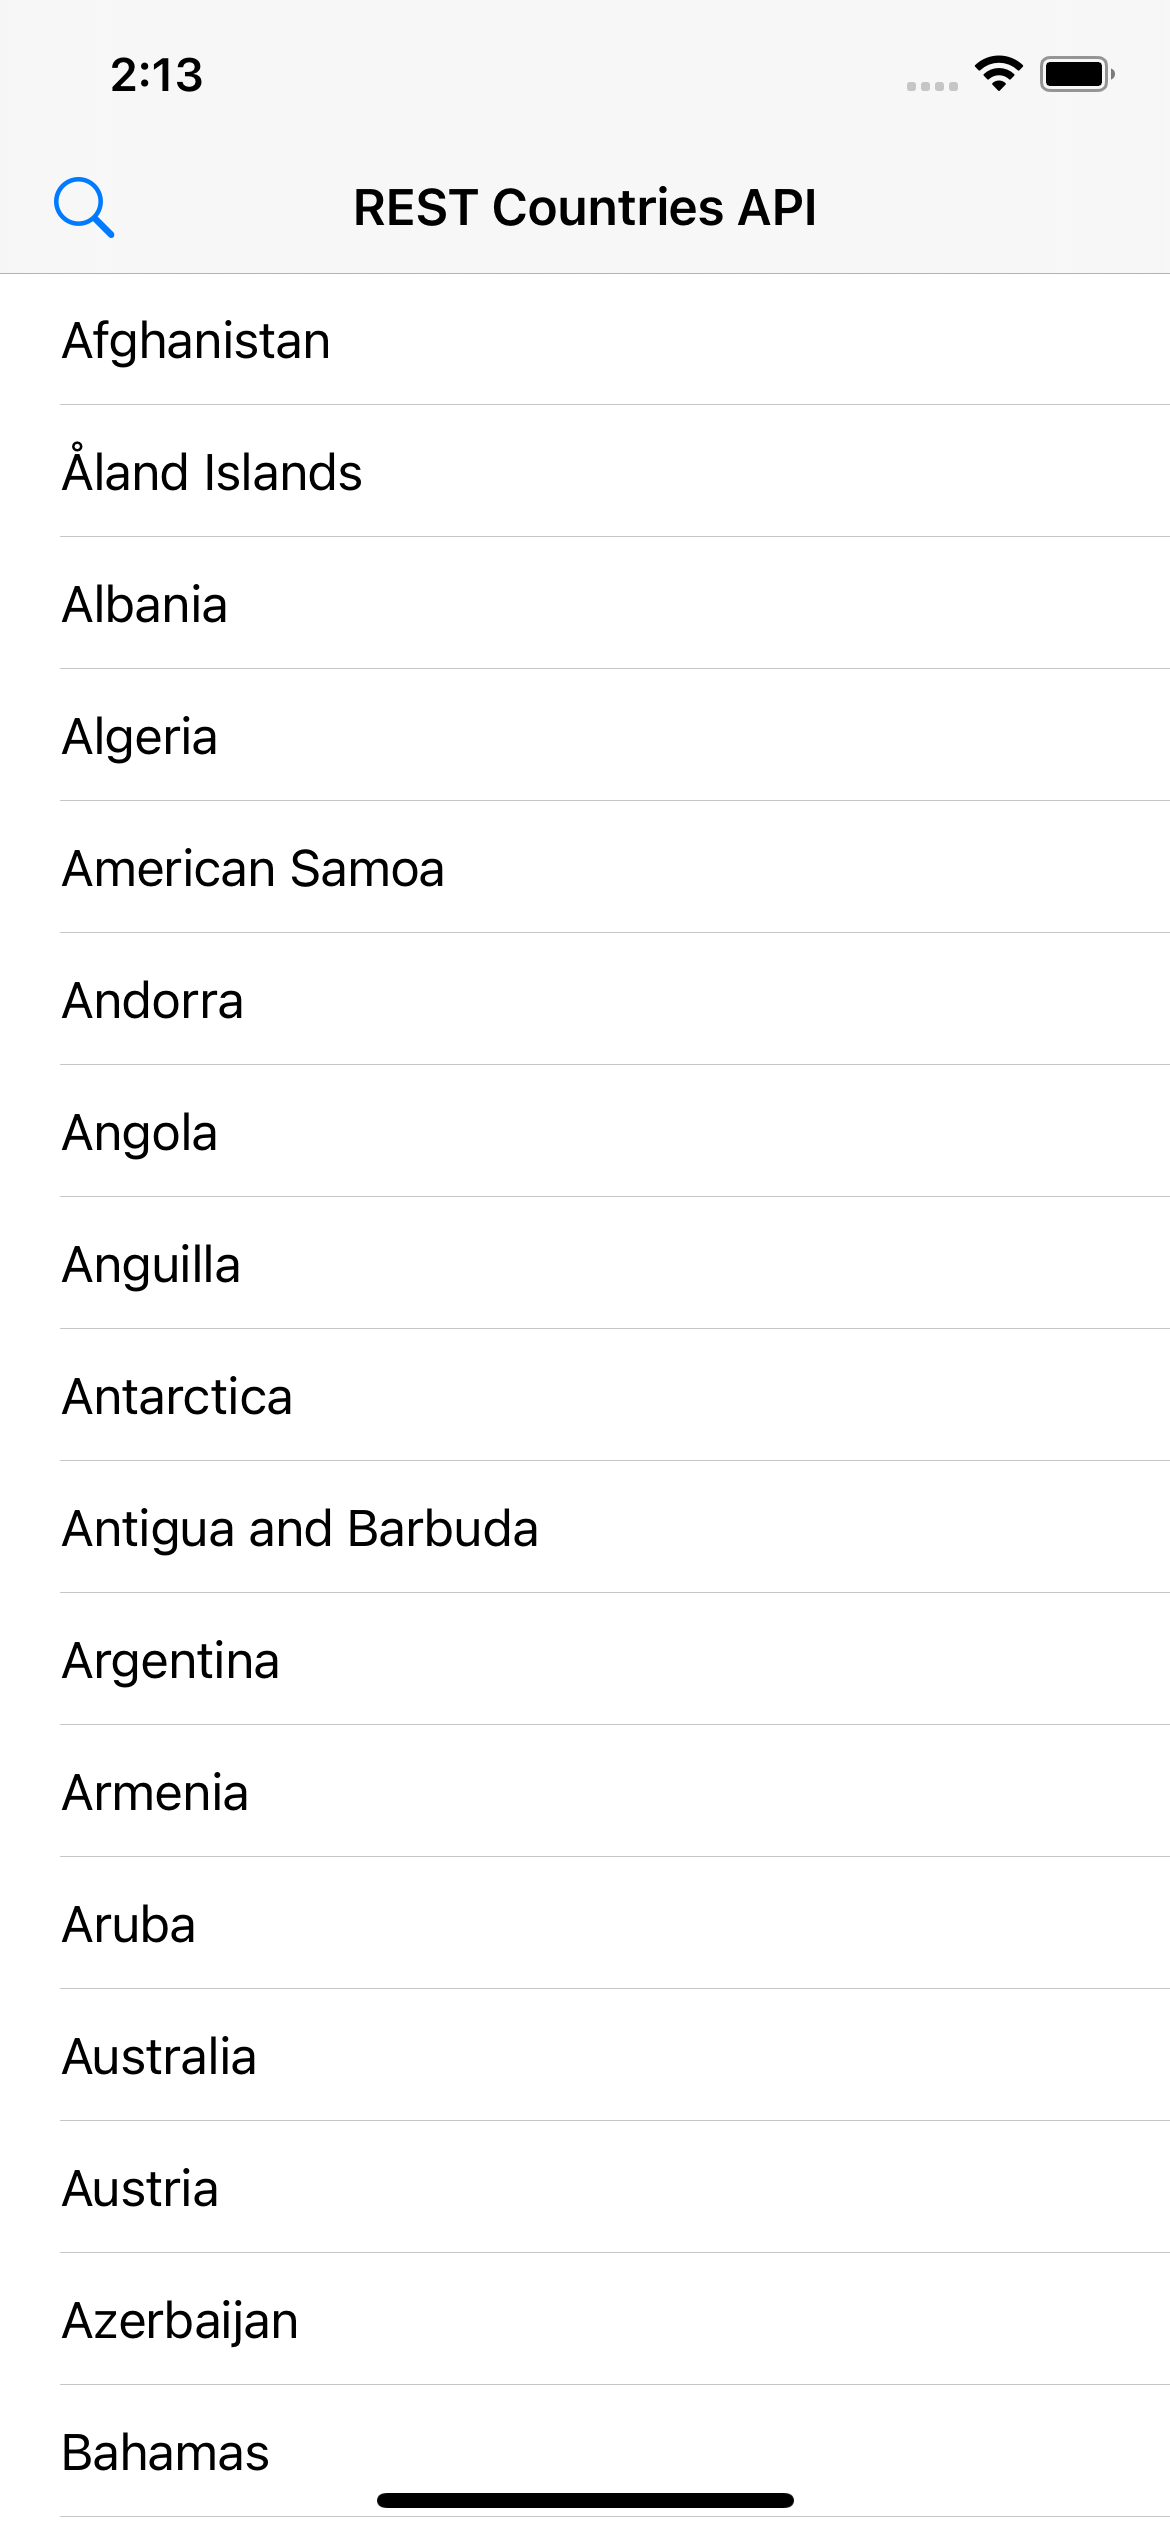 2:13
REST Countries API
Afghanistan
Åland Islands
Albania
Algeria
American Samoa
Andorra
Angola
Anguilla
Antarctica
Antigua and Barbuda
Argentina
Armenia
Aruba
Australia
Austria
Azerbaijan
Bahamas